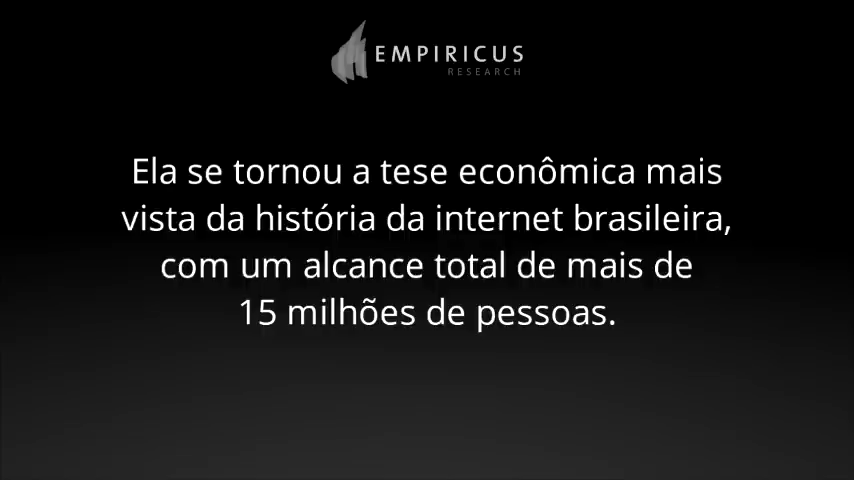 EMPIRICUS
RESEARCH
Ela se tornou a tese econômica mais
vista da história da internet brasileira,
com um alcance total de mais de
15 milhões de pessoas.